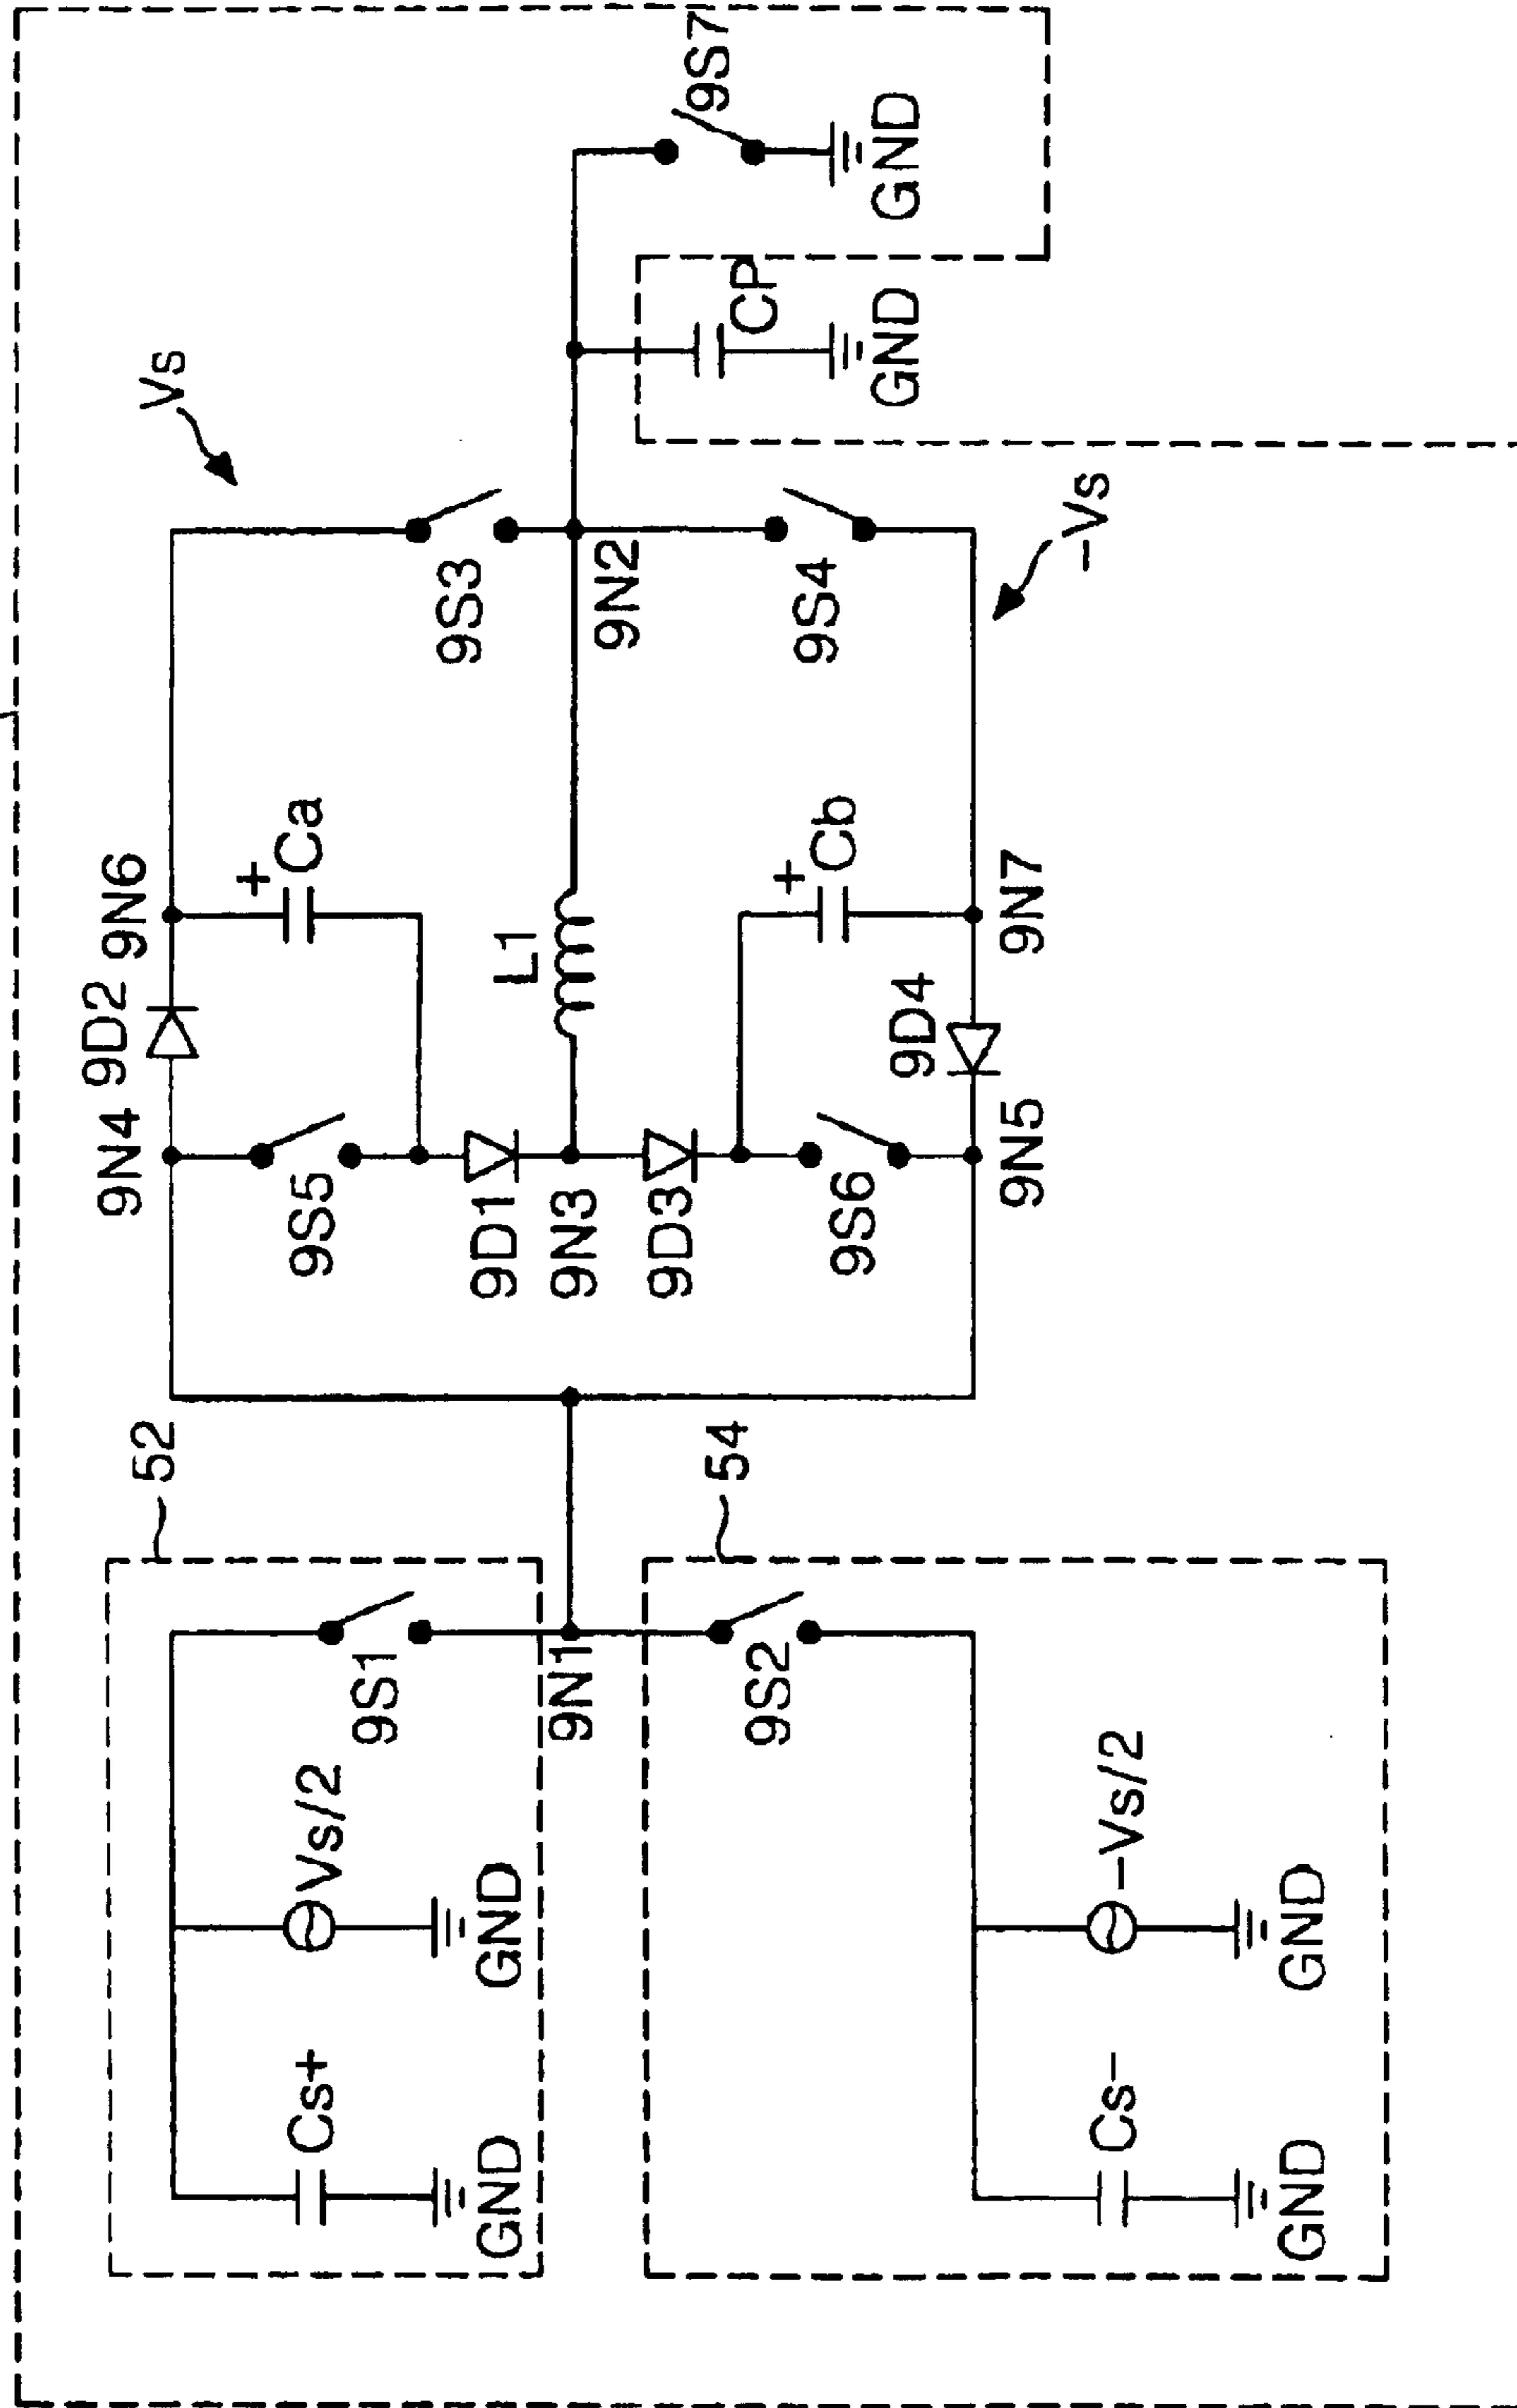 Vs
9S7
GND
CP
GND
9S3
9N2
9S4
-Vs
9N6
Ca
+
L1
Cb
+
9N7
9N4
9D2
9S5
9D1
9N3
9D3
9S6
9D4
9N5
52
54
9S1
9N1
9S2
Vs/2
GND
-Vs/2
GND
Cs+
GND
Cs-
GND